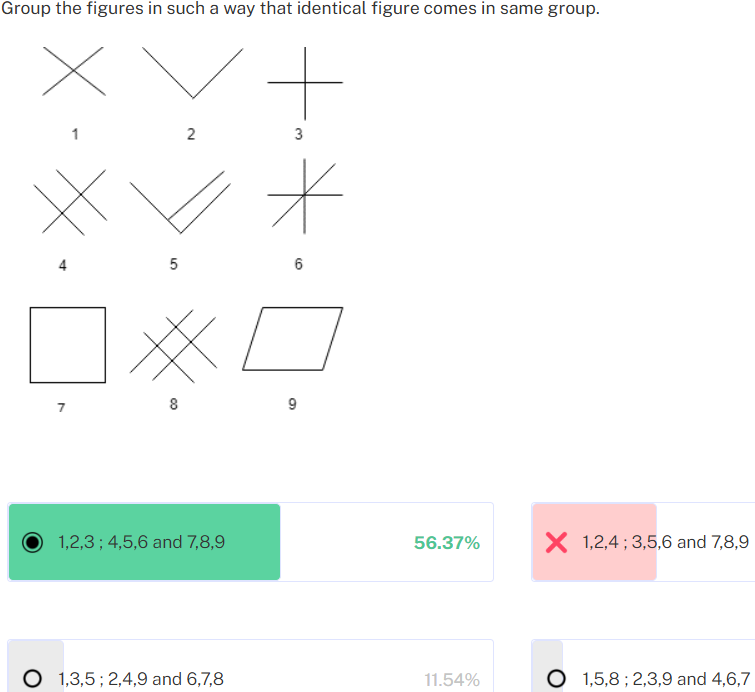 Group the figures in such a way that identical figure comes in same group.
1 2 3
4 5 6
7 8 9
1,2,3 ; 4,5,6 and 7,8,9 56.37% 1,2,4 ; 3,5,6 and 7,8,9
1,3,5 ; 2,4,9 and 6,7,8 11.54% 1,5,8 ; 2,3,9 and 4,6,7